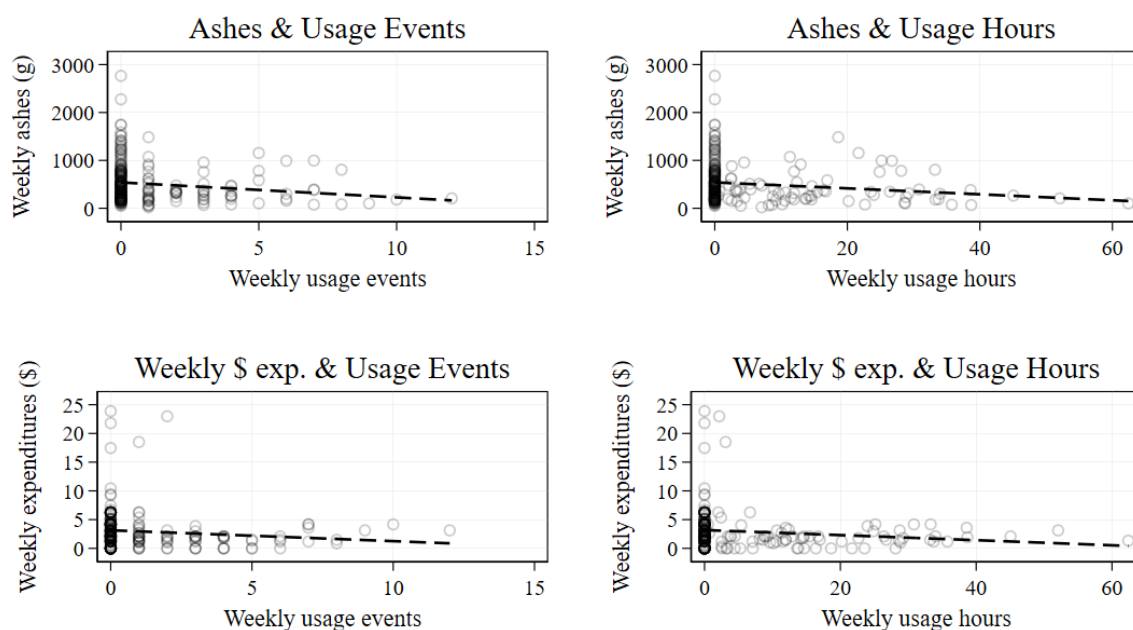 Ashes & Usage Events
Weekly ashes (g)
3000
2000
1000
0
0 5 10 15
Weekly usage events
Ashes & Usage Hours
Weekly ashes (g)
3000
2000
1000
0
0 20 40 60
Weekly usage hours
Weekly $ exp. & Usage Events
Weekly expenditures ($)
25
20
15
10
5
0
0 5 10 15
Weekly usage events
Weekly $ exp. & Usage Hours
Weekly expenditures ($)
25
20
15
10
5
0
0 20 40 60
Weekly usage hours